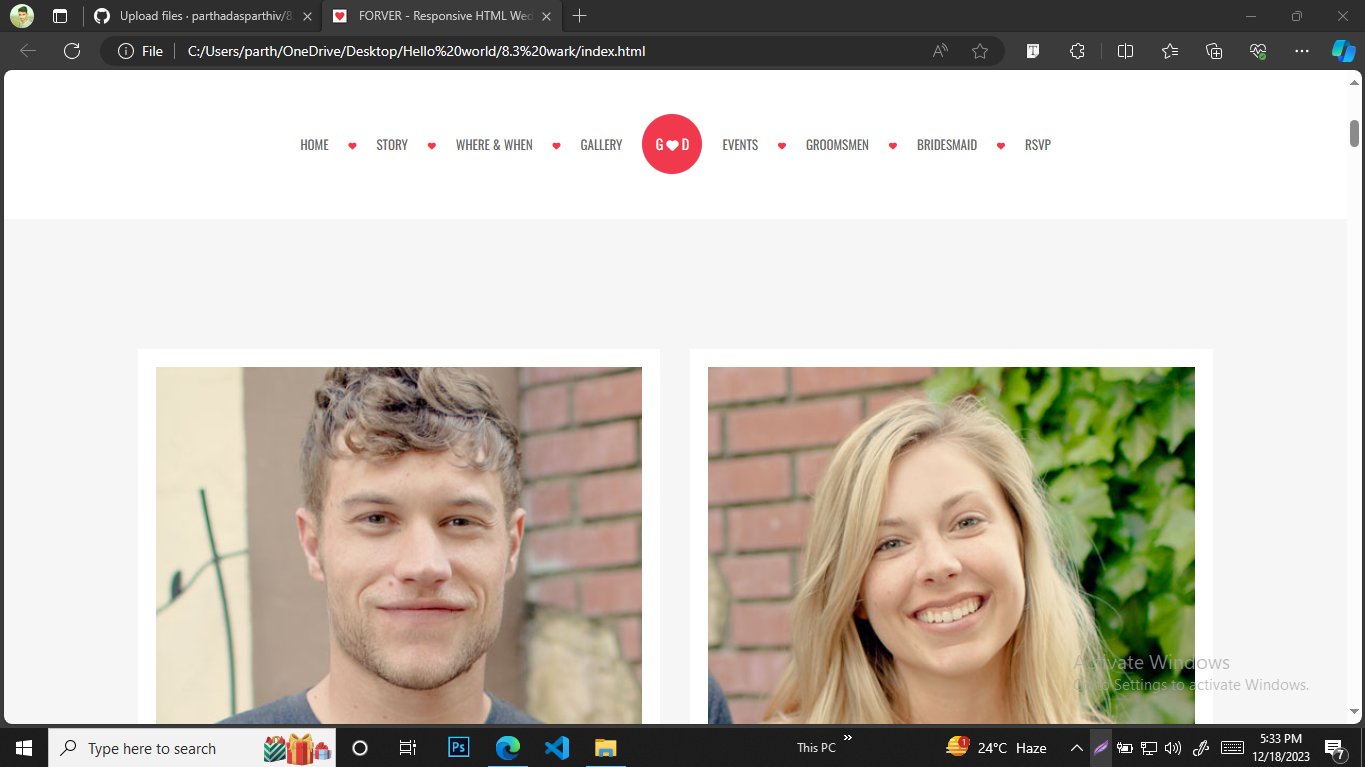 Upload files · parthadasparthiv/8.
FORVER - Responsive HTML Wed
File
C:/Users/parth/OneDrive/Desktop/Hello%20world/8.3%20wark/index.html
HOME STORY WHERE & WHEN GALLERY G D EVENTS GROOMSMEN BRIDESMAID RSVP
Activate Windows
Go to Settings to activate Windows.
Type here to search
Ps
This PC
1
24°C Haze
5:33 PM
12/18/2023
7